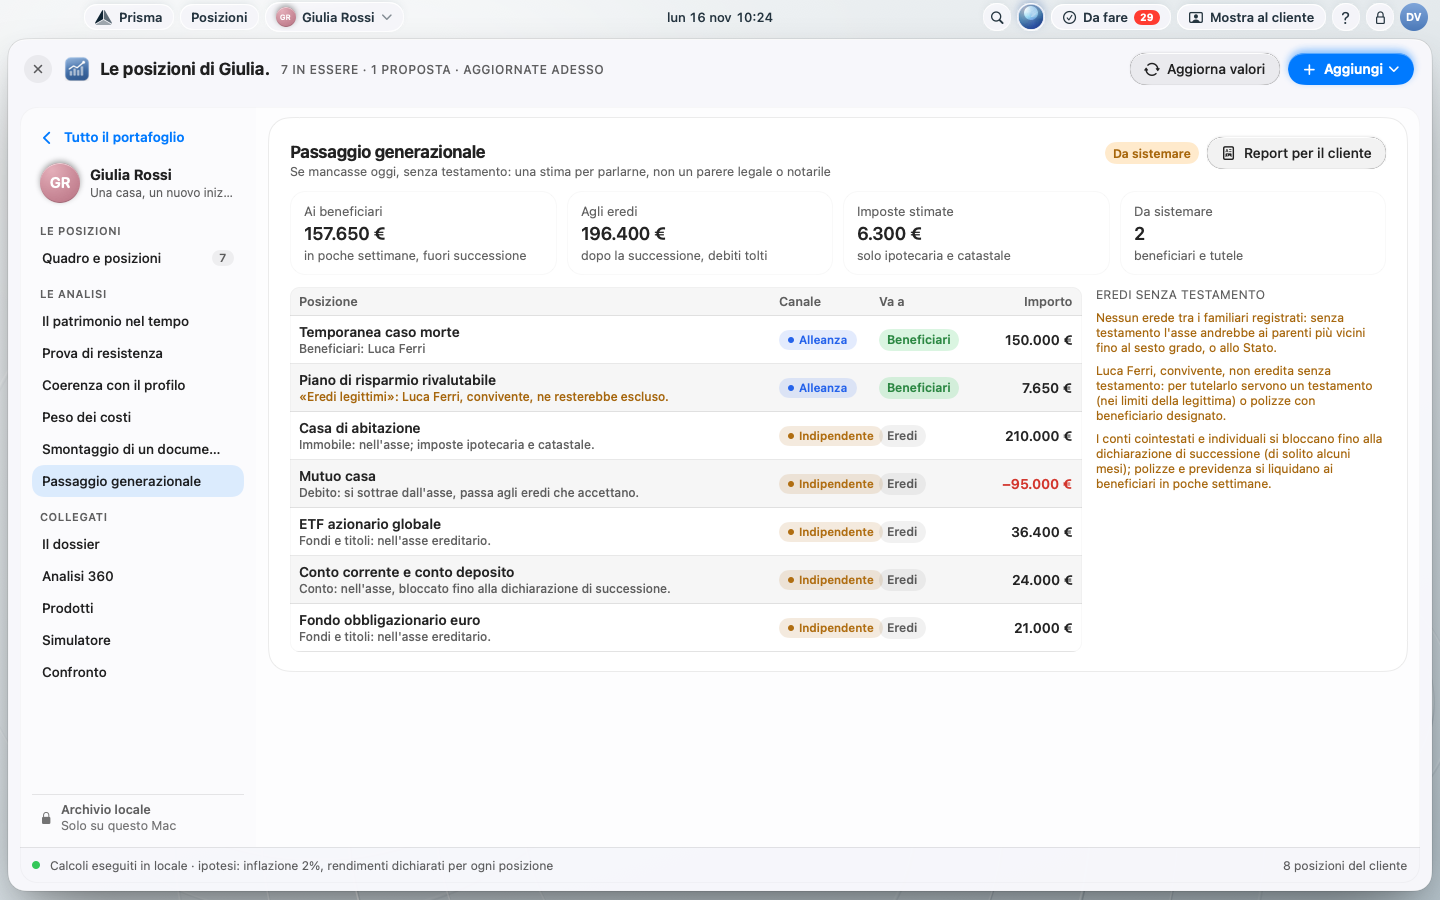 Prisma
Posizioni
GR Giulia Rossi
lun 16 nov 10:24
Da fare 29
Mostra al cliente
?
DV
Le posizioni di Giulia.
7 IN ESSERE · 1 PROPOSTA · AGGIORNATE ADESSO
Aggiorna valori
Aggiungi
Tutto il portafoglio
GR
Giulia Rossi
Una casa, un nuovo iniz...
LE POSIZIONI
Quadro e posizioni 7
LE ANALISI
Il patrimonio nel tempo
Prova di resistenza
Coerenza con il profilo
Peso dei costi
Smontaggio di un docume...
Passaggio generazionale
COLLEGATI
Il dossier
Analisi 360
Prodotti
Simulatore
Confronto
Archivio locale
Solo su questo Mac
Passaggio generazionale
Se mancasse oggi, senza testamento: una stima per parlarne, non un parere legale o notarile
Da sistemare
Report per il cliente
Ai beneficiari
157.650 €
in poche settimane, fuori successione
Agli eredi
196.400 €
dopo la successione, debiti tolti
Imposte stimate
6.300 €
solo ipotecaria e catastale
Da sistemare
2
beneficiari e tutele
Posizione Canale Va a Importo
Temporanea caso morte
Beneficiari: Luca Ferri
Alleanza Beneficiari 150.000 €
Piano di risparmio rivalutabile
«Eredi legittimi»: Luca Ferri, convivente, ne resterebbe escluso.
Alleanza Beneficiari 7.650 €
Casa di abitazione
Immobile: nell'asse; imposte ipotecaria e catastale.
Indipendente Eredi 210.000 €
Mutuo casa
Debito: si sottrae dall'asse, passa agli eredi che accettano.
Indipendente Eredi −95.000 €
ETF azionario globale
Fondi e titoli: nell'asse ereditario.
Indipendente Eredi 36.400 €
Conto corrente e conto deposito
Conto: nell'asse, bloccato fino alla dichiarazione di successione.
Indipendente Eredi 24.000 €
Fondo obbligazionario euro
Fondi e titoli: nell'asse ereditario.
Indipendente Eredi 21.000 €
EREDI SENZA TESTAMENTO
Nessun erede tra i familiari registrati: senza
testamento l'asse andrebbe ai parenti più vicini
fino al sesto grado, o allo Stato.
Luca Ferri, convivente, non eredita senza
testamento: per tutelarlo servono un testamento
(nei limiti della legittima) o polizze con
beneficiario designato.
I conti cointestati e individuali si bloccano fino alla
dichiarazione di successione (di solito alcuni
mesi); polizze e previdenza si liquidano ai
beneficiari in poche settimane.
Calcoli eseguiti in locale · ipotesi: inflazione 2%, rendimenti dichiarati per ogni posizione
8 posizioni del cliente